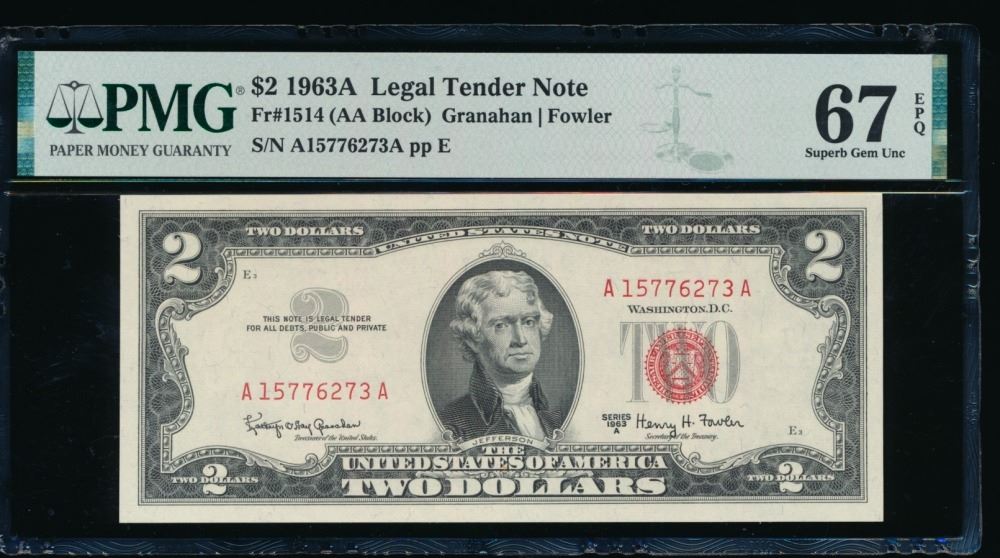 PMG®
PAPER MONEY GUARANTY
$2 1963A Legal Tender Note
Fr#1514 (AA Block) Granahan | Fowler
S/N A15776273A pp E
67
EPQ
Superb Gem Unc
2
TWO DOLLARS
UNITED STATES NOTE
TWO DOLLARS
2
E3
2
THIS NOTE IS LEGAL TENDER
FOR ALL DEBTS, PUBLIC AND PRIVATE
A 15776273 A
A 15776273 A
WASHINGTON, D.C.
TWO
Kathryn O'Hay Granahan
Treasurer of the United States.
SERIES
1963
A
Henry H. Fowler
Secretary of the Treasury.
E3
JEFFERSON
THE
UNITED STATES OF AMERICA
TWO DOLLARS
TWO DOLLARS
2
TWO DOLLARS
2